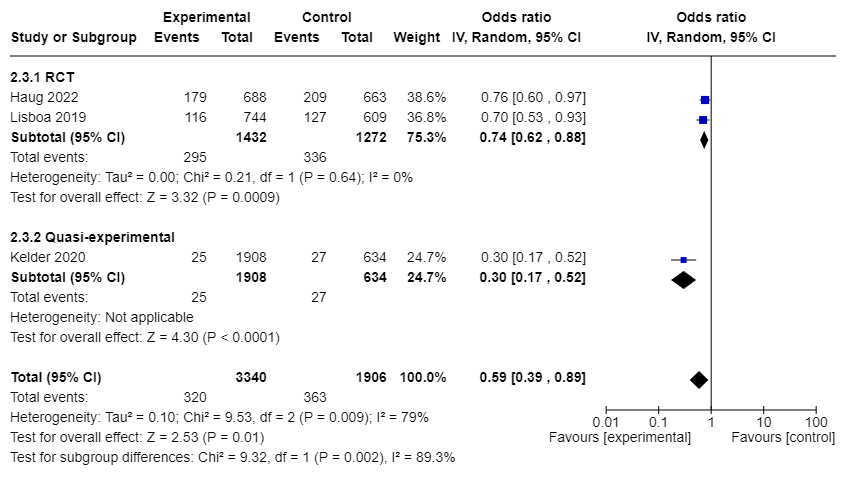 Experimental Control Odds ratio Odds ratio
Study or Subgroup Events Total Events Total Weight IV, Random, 95% CI IV, Random, 95% CI
2.3.1 RCT
Haug 2022 179 688 209 663 38.6% 0.76 [0.60 , 0.97]
Lisboa 2019 116 744 127 609 36.8% 0.70 [0.53 , 0.93]
Subtotal (95% CI) 1432 1272 75.3% 0.74 [0.62 , 0.88]
Total events: 295 336
Heterogeneity: Tau² = 0.00; Chi² = 0.21, df = 1 (P = 0.64); I² = 0%
Test for overall effect: Z = 3.32 (P = 0.0009)
2.3.2 Quasi-experimental
Kelder 2020 25 1908 27 634 24.7% 0.30 [0.17 , 0.52]
Subtotal (95% CI) 1908 634 24.7% 0.30 [0.17 , 0.52]
Total events: 25 27
Heterogeneity: Not applicable
Test for overall effect: Z = 4.30 (P < 0.0001)
Total (95% CI) 3340 1906 100.0% 0.59 [0.39 , 0.89]
Total events: 320 363
Heterogeneity: Tau² = 0.10; Chi² = 9.53, df = 2 (P = 0.009); I² = 79%
Test for overall effect: Z = 2.53 (P = 0.01)
Test for subgroup differences: Chi² = 9.32, df = 1 (P = 0.002), I² = 89.3%
0.01 0.1 1 10 100
Favours [experimental] Favours [control]